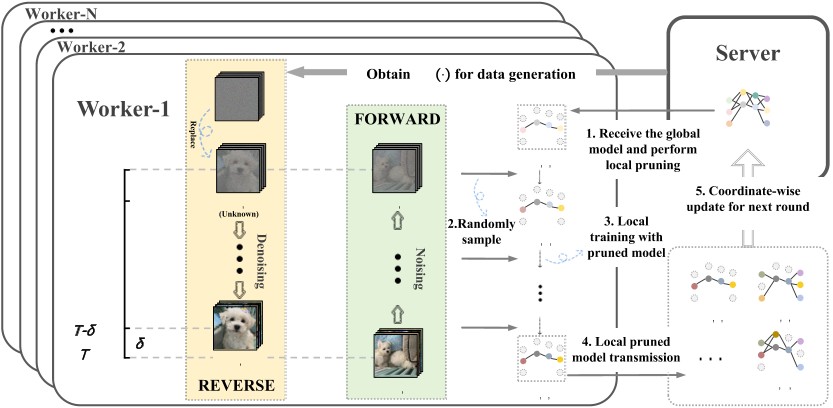 Worker-N
Worker-2
Worker-1
Server
Obtain (·) for data generation
Replace
FORWARD
1. Receive the global
model and perform
local pruning
(Unknown)
Denoising
Noising
2.Randomly
sample
3. Local
training with
pruned model
5. Coordinate-wise
update for next
round
T-δ
T
δ
4. Local pruned
model transmission
REVERSE